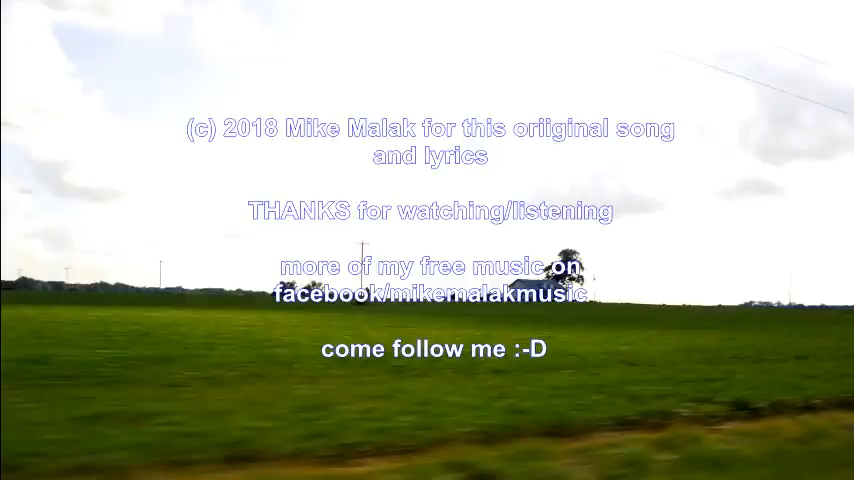 (c) 2018 Mike Malak for this oriiginal song
and lyrics
THANKS for watching/listening
more of my free music on
facebook/mikemalakmusic
come follow me :-D